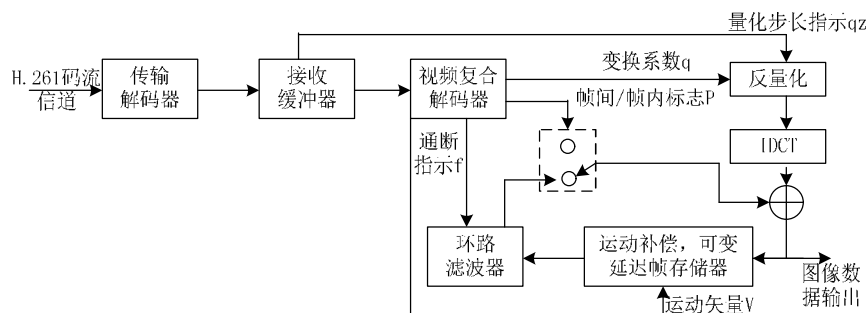 量化步长指示qz
H.261码流
信道
传输
解码器
接收
缓冲器
视频复合
解码器
变换系数q
反量化
帧间/帧内标志P
通断
指示f
IDCT
环路
滤波器
运动补偿，可变
延迟帧存储器
图像数
据输出
运动矢量V